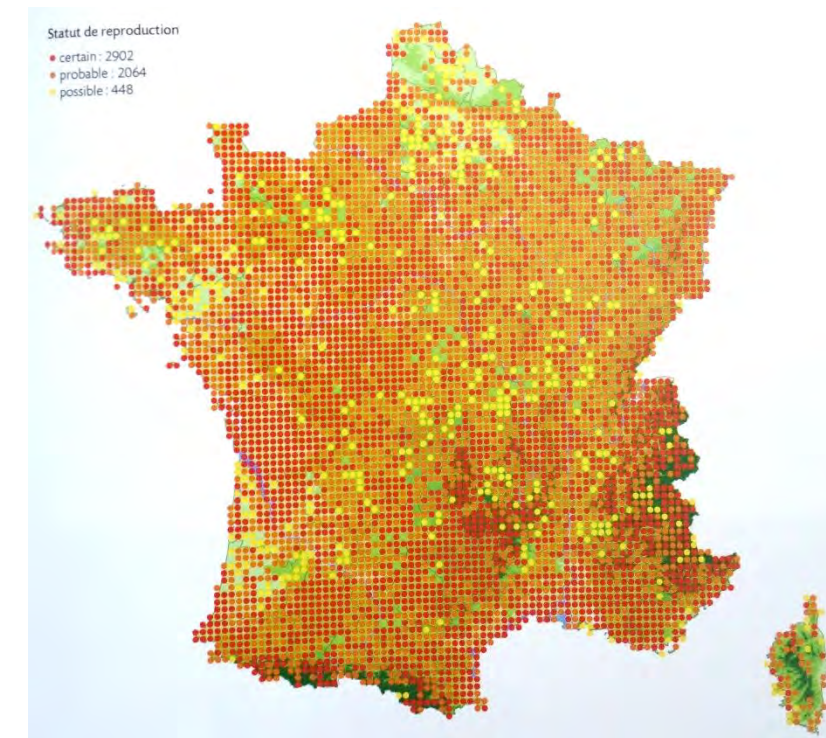 Statut de reproduction
certain : 2902
probable : 2064
possible : 448